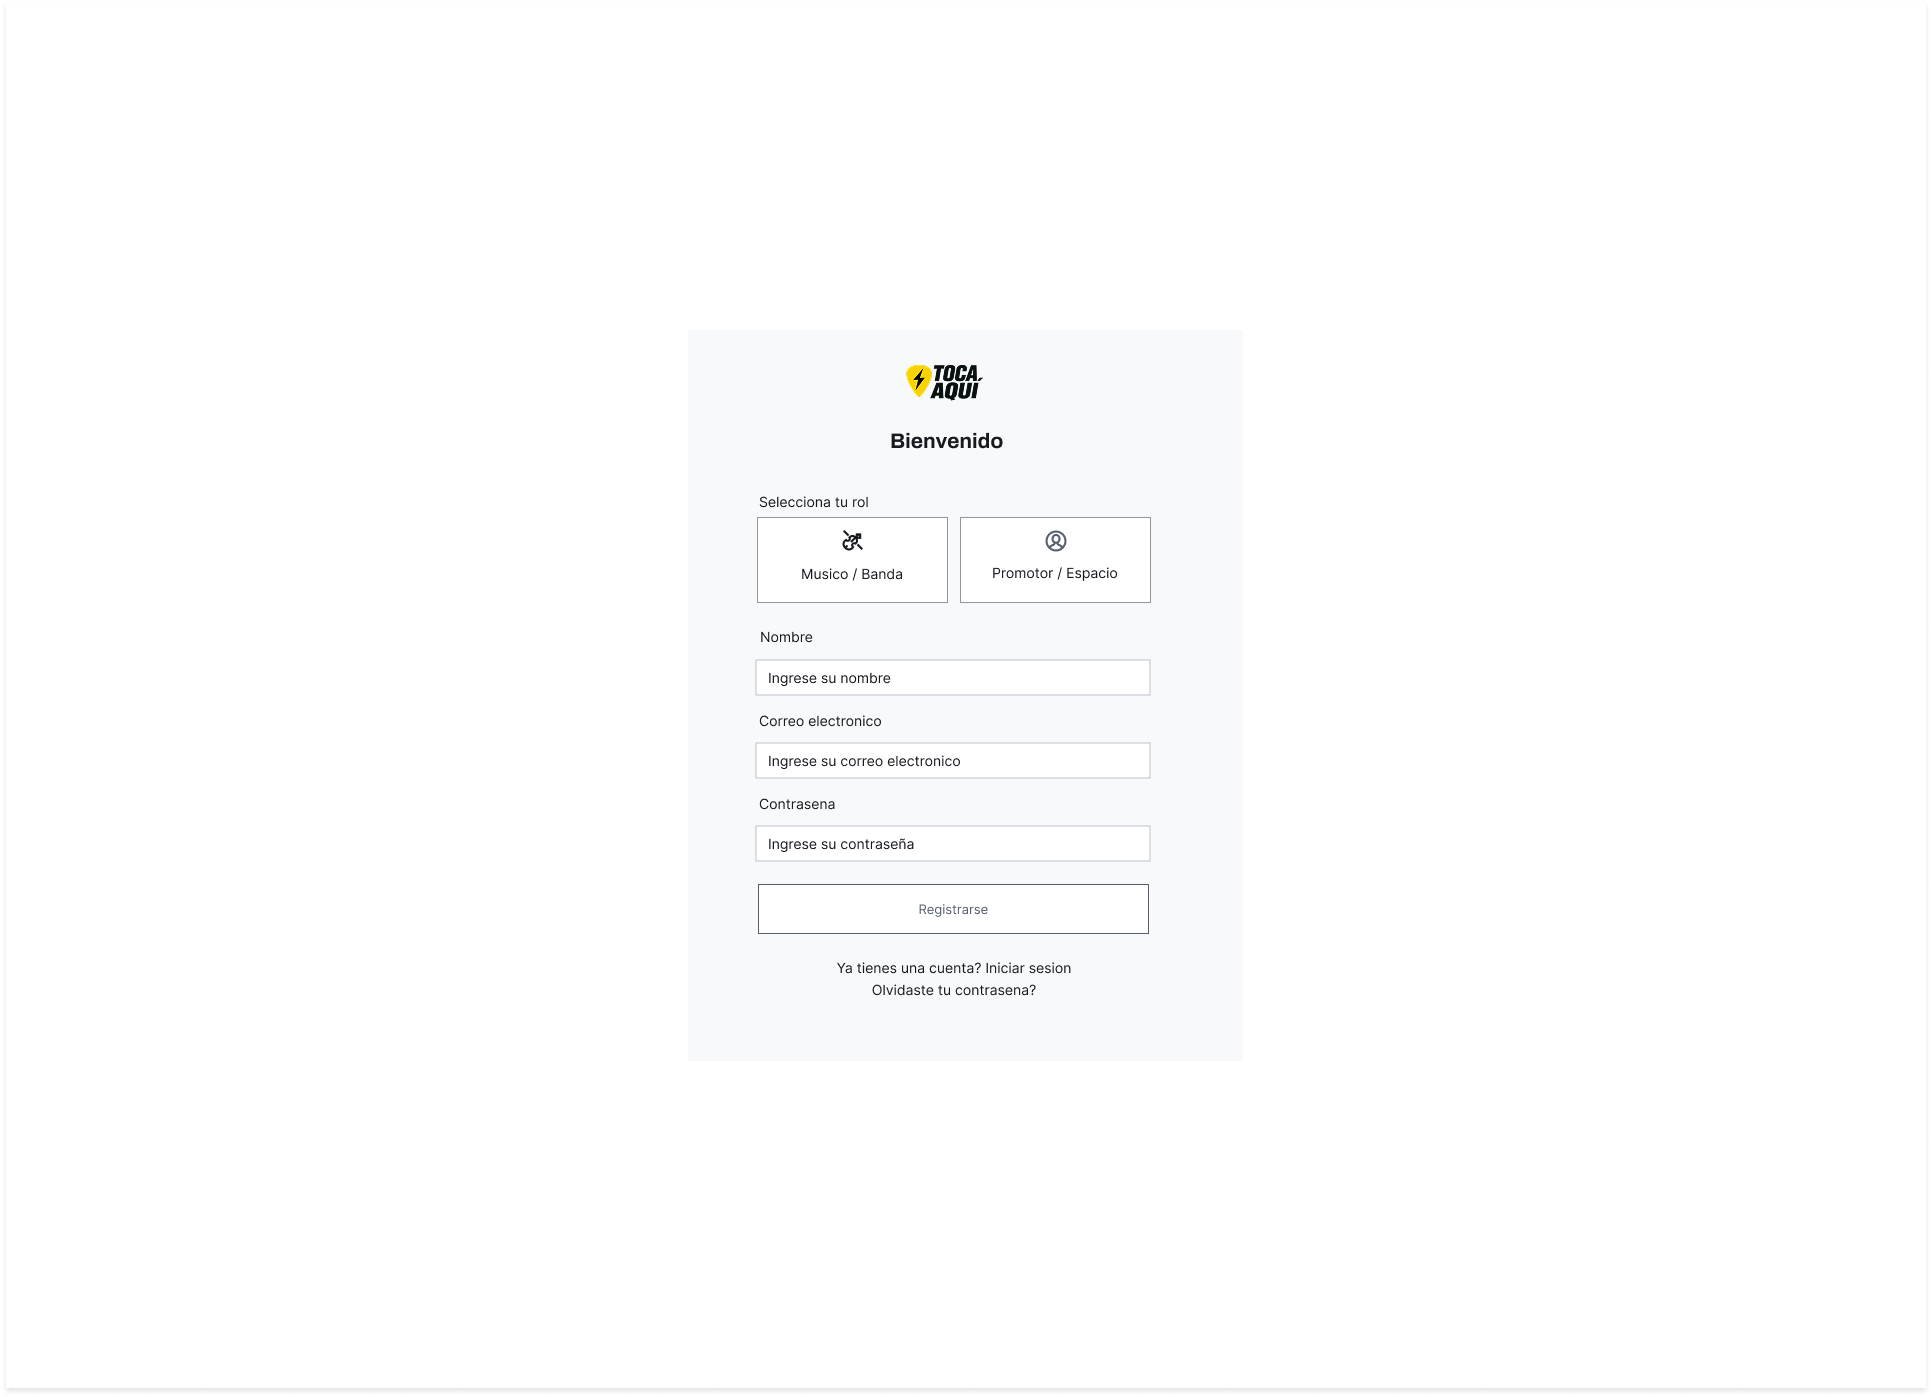 TOCA
AQUÍ
Bienvenido
Selecciona tu rol
Musico / Banda
Promotor / Espacio
Nombre
Ingrese su nombre
Correo electronico
Ingrese su correo electronico
Contrasena
Ingrese su contraseña
Registrarse
Ya tienes una cuenta? Iniciar sesion
Olvidaste tu contrasena?